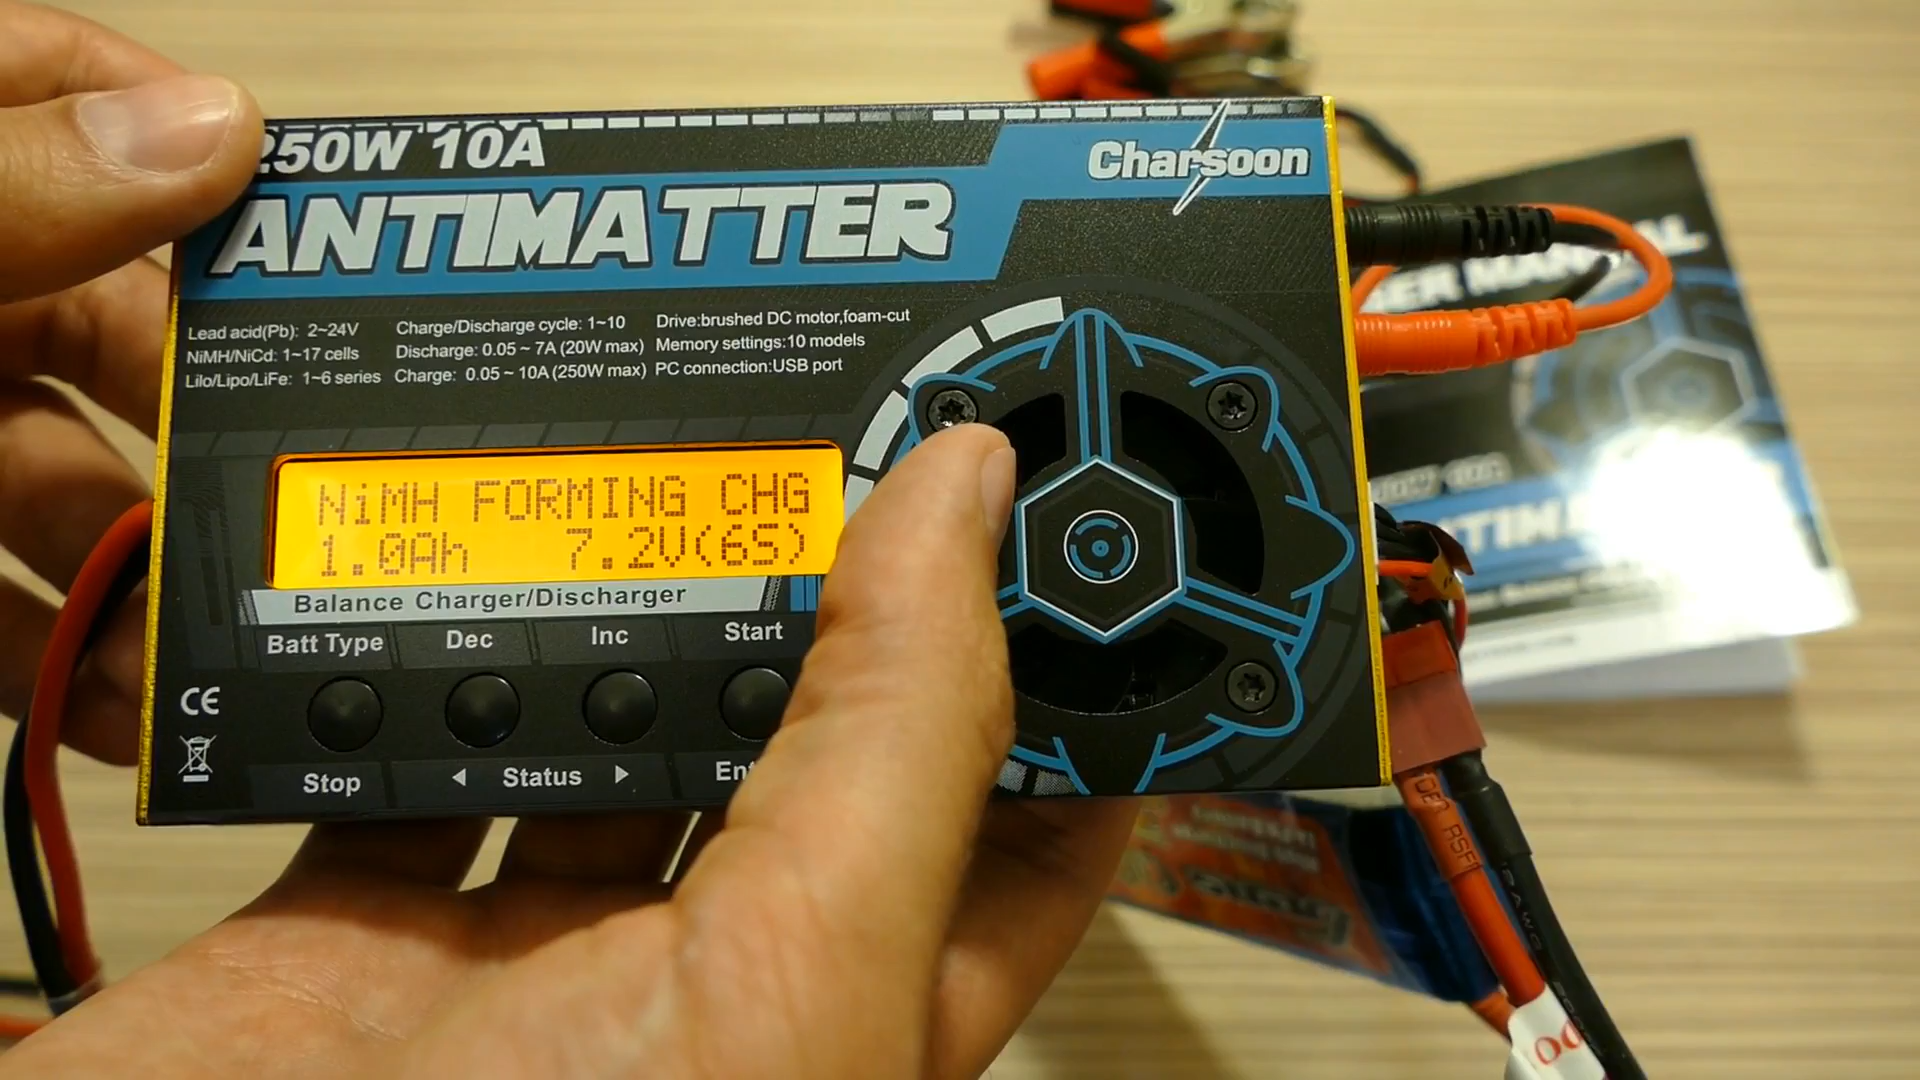 250W 10A
Charsoon
ANTIMATTER
Lead acid(Pb): 2~24V
NiMH/NiCd: 1~17 cells
Lilo/Lipo/LiFe: 1~6 series
Charge/Discharge cycle: 1~10
Discharge: 0.05 ~ 7A (20W max)
Charge: 0.05 ~ 10A (250W max)
Drive:brushed DC motor,foam-cut
Memory settings:10 models
PC connection:USB port
NiMH FORMING CHG
1.0Ah 7.2V(6S)
Balance Charger/Discharger
Batt Type Dec Inc Start
CE
Stop ◄ Status ►